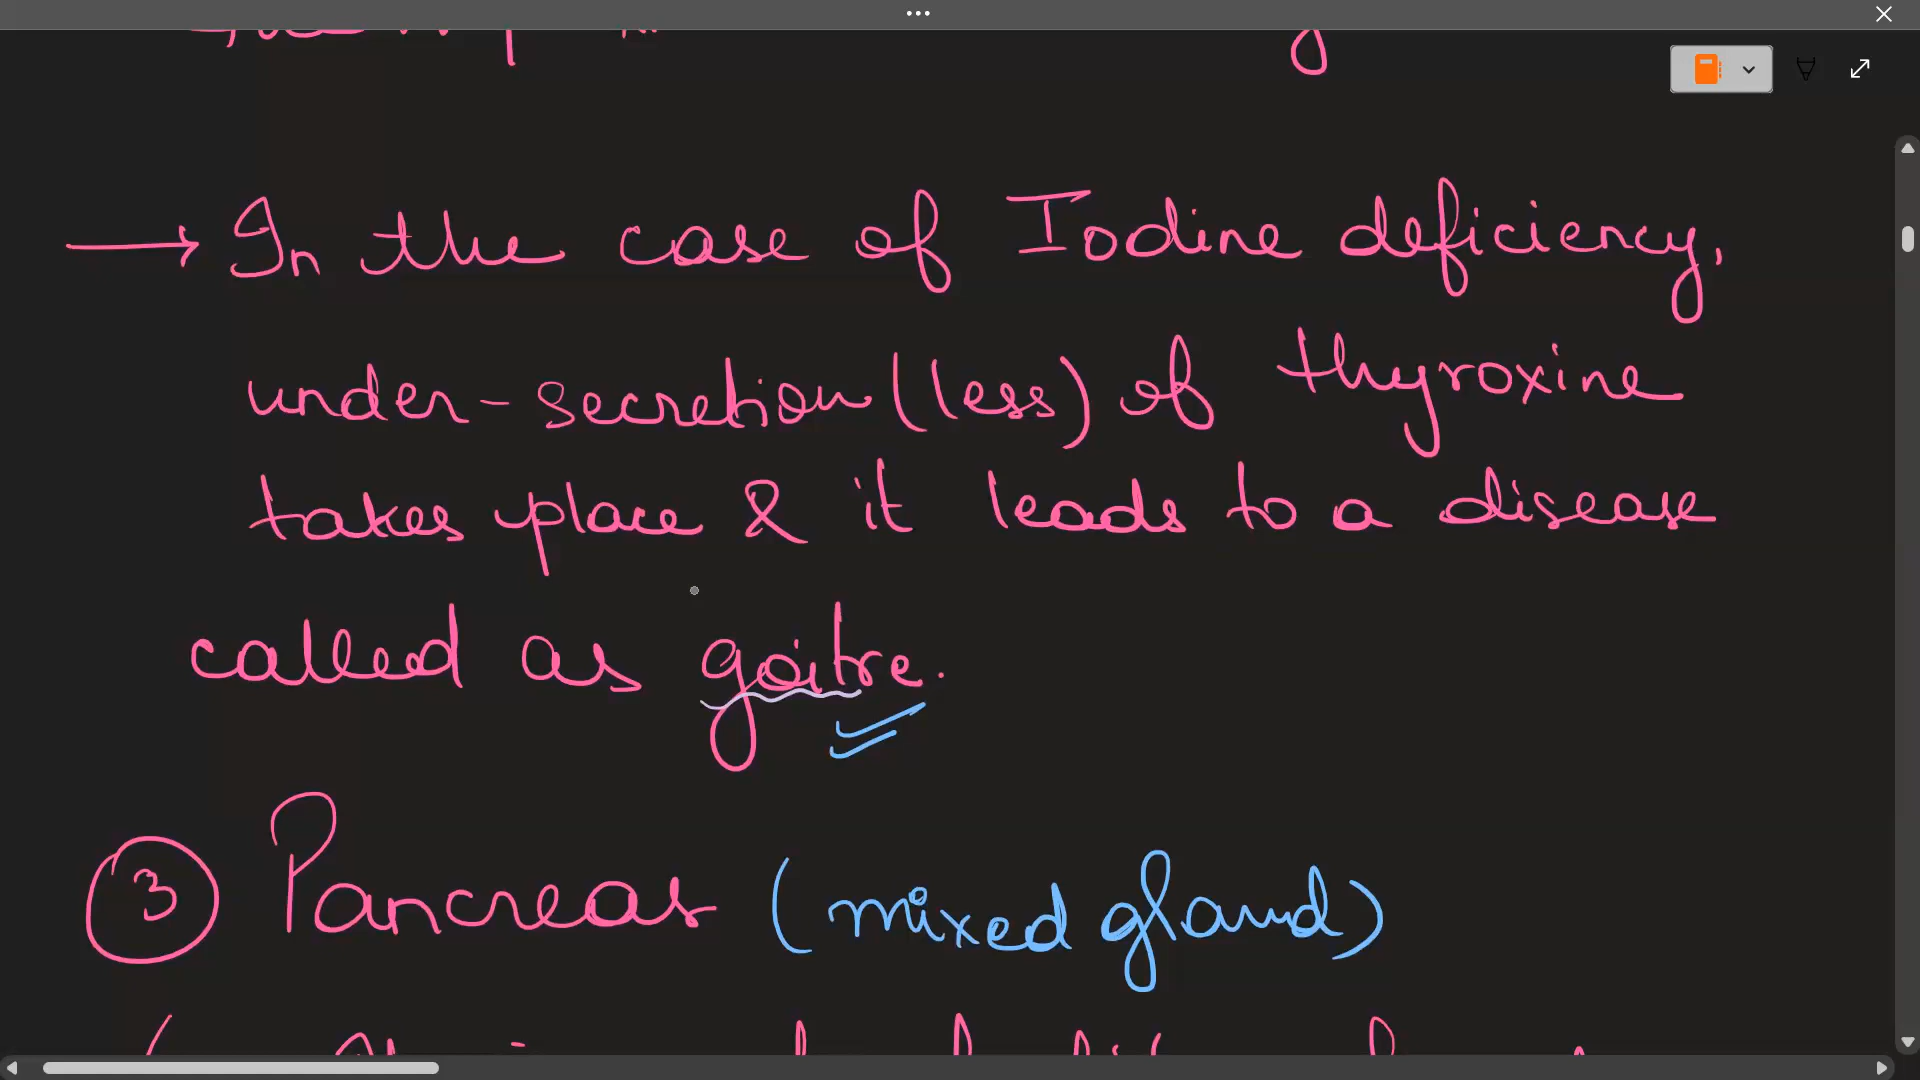 → In the case of Iodine deficiency,
under-secretion (less) of thyroxine
takes place & it leads to a disease
called as goitre.
3 Pancreas (mixed gland)